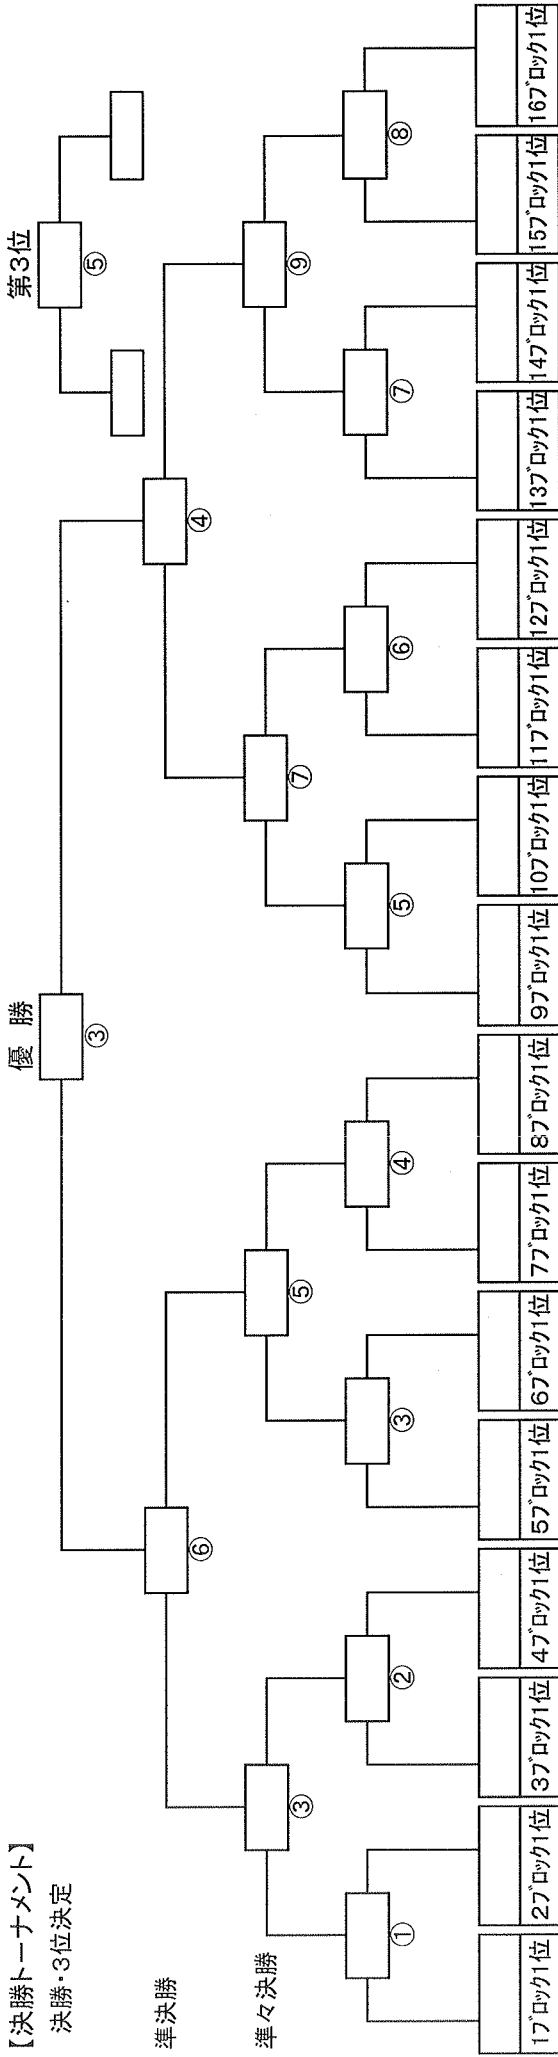 【決勝トーナメント】
決勝・3位決定
優 勝
③
第3位
⑤
準決勝
⑥
④
準々決勝
③
⑤
⑦
⑨
①
②
③
④
⑤
⑥
⑦
⑧
1ブロック1位
2ブロック1位
3ブロック1位
4ブロック1位
5ブロック1位
6ブロック1位
7ブロック1位
8ブロック1位
9ブロック1位
10ブロック1位
11ブロック1位
12ブロック1位
13ブロック1位
14ブロック1位
15ブロック1位
16ブロック1位